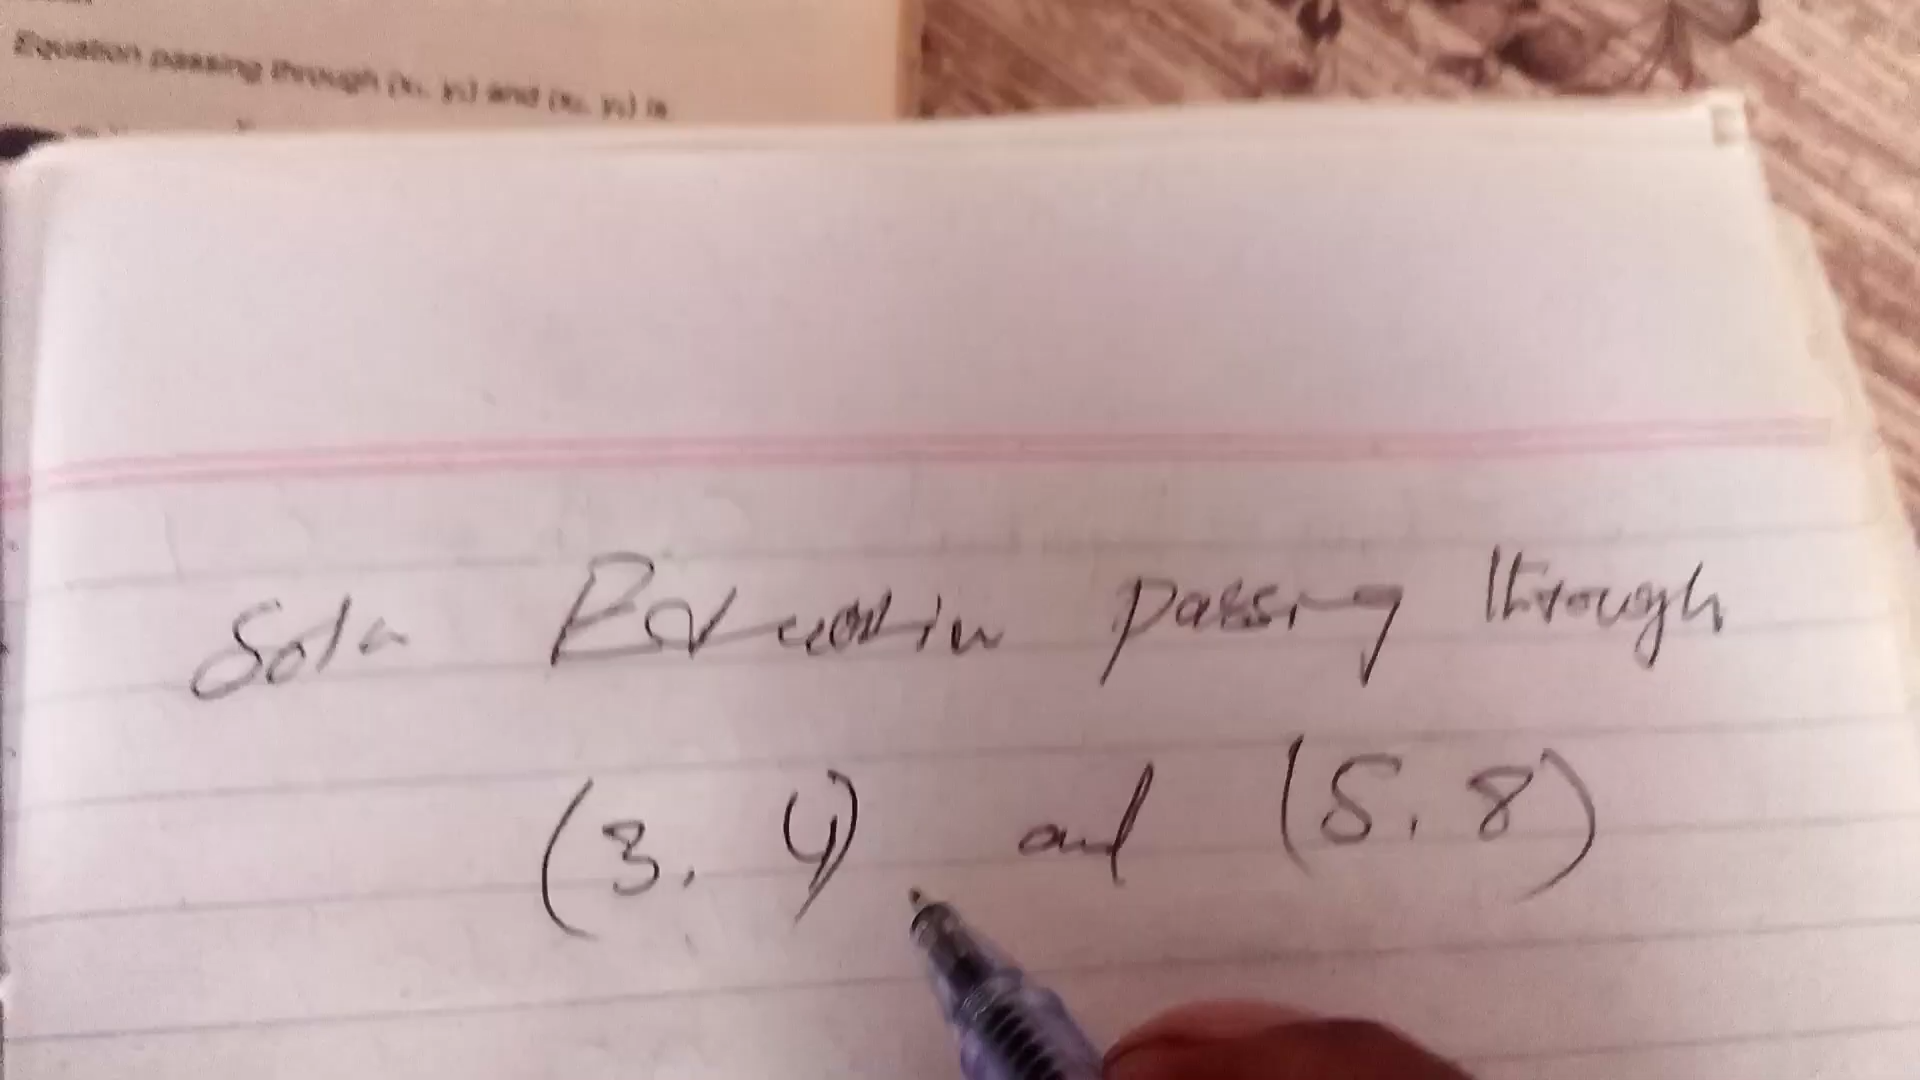 Equation passing through (x₁, y₁) and (x₂, y₂) is
Soln Equation passing through
(3, 4) and (5, 8)